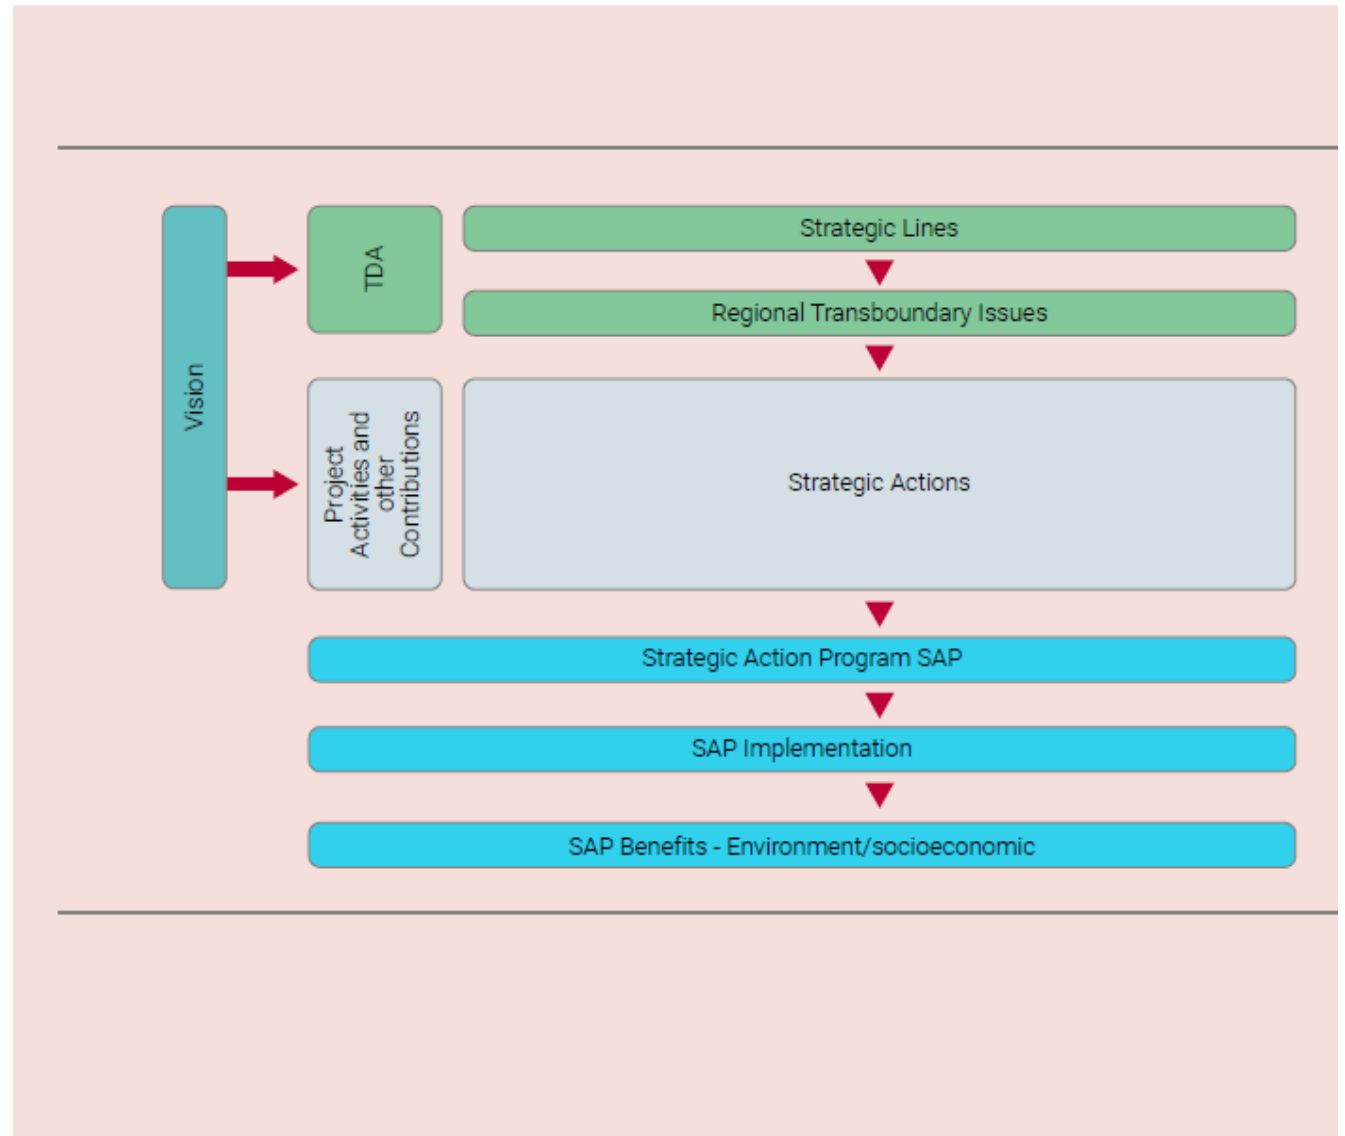 Vision
TDA
Strategic Lines
Regional Transboundary Issues
Project
Activities and
other
Contributions
Strategic Actions
Strategic Action Program SAP
SAP Implementation
SAP Benefits - Environment/socioeconomic